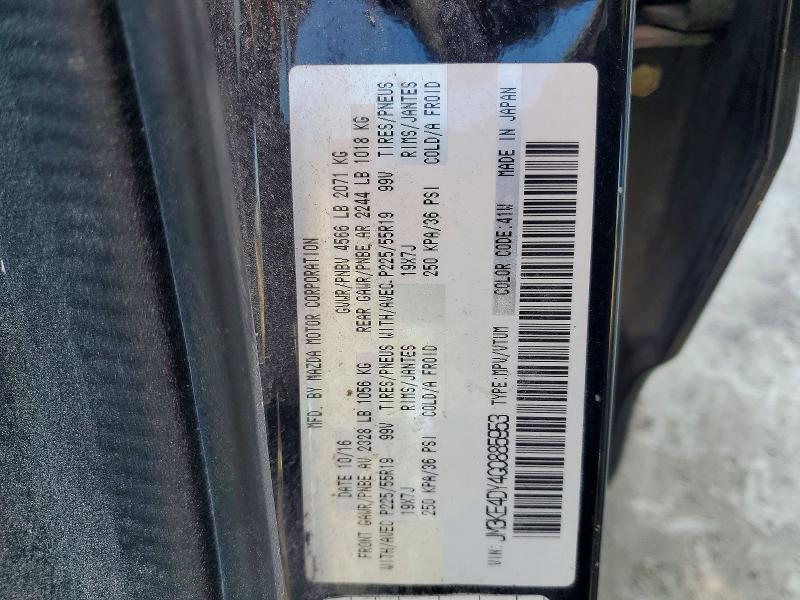 MFD. BY MAZDA MOTOR CORPORATION
DATE 10/16 GVWR/PNBV 4566 LB 2071 KG
FRONT GAWR/PNBE AV 2328 LB 1056 KG REAR GAWR/PNBE AR 2244 LB 1018 KG
WITH/AVEC P225/55R19 99V TIRES/PNEUS WITH/AVEC P225/55R19 99V TIRES/PNEUS
19X7J RIMS/JANTES 19X7J RIMS/JANTES
250 KPA/36 PSI COLD/A FROID 250 KPA/36 PSI COLD/A FROID
VIN: JM3KE4DY4G0885953 TYPE:MPV/VTUM COLOR CODE:41W MADE IN JAPAN